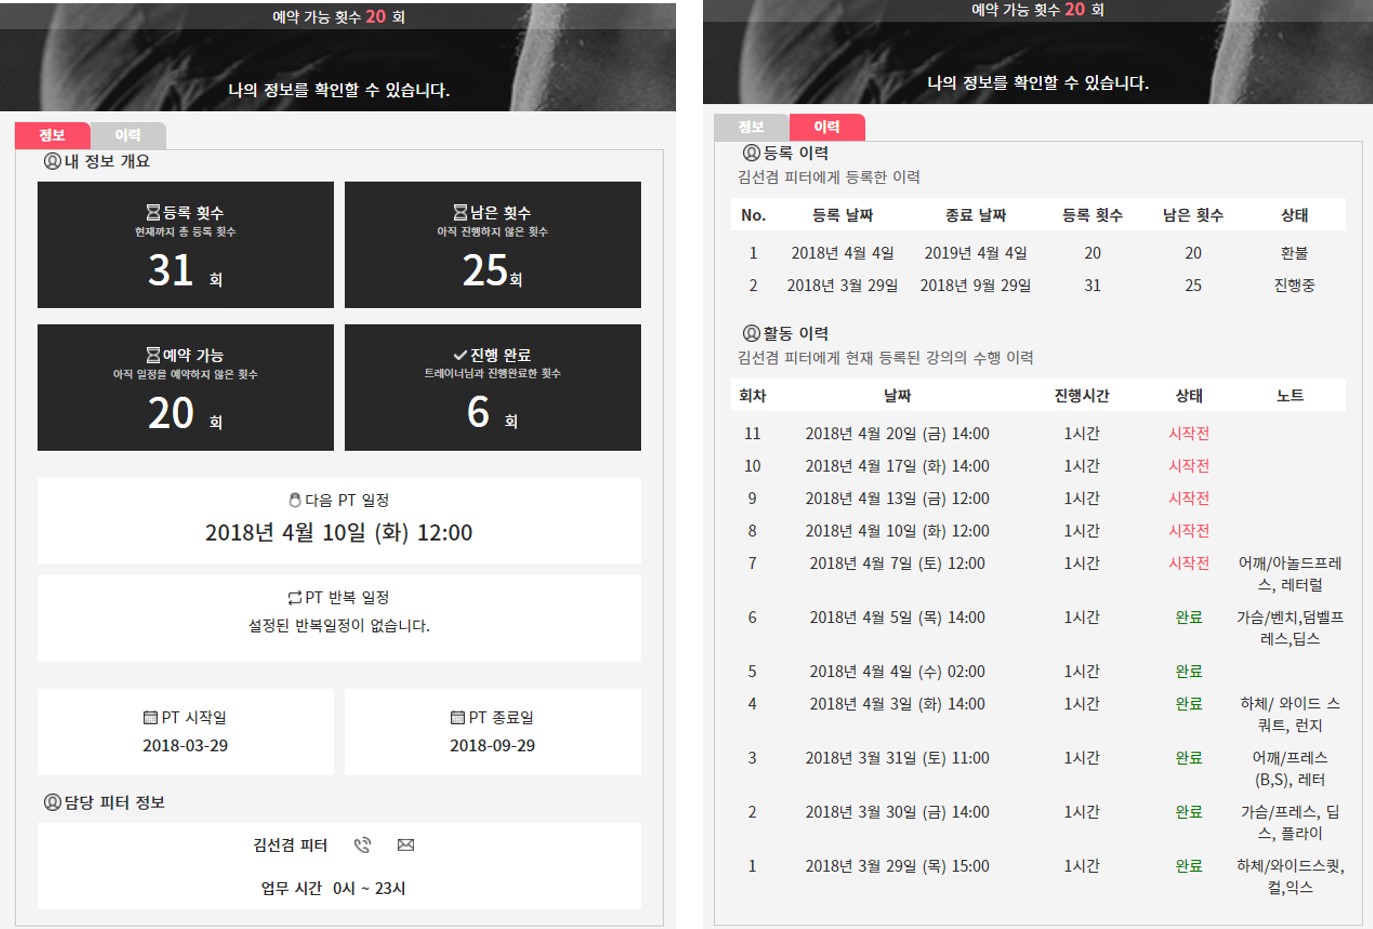 예약 가능 횟수 20 회
나의 정보를 확인할 수 있습니다.
정보 이력
내 정보 개요
등록 횟수
현재까지 총 등록 횟수
31 회
남은 횟수
아직 진행하지 않은 횟수
25회
예약 가능
아직 일정을 예약하지 않은 횟수
20 회
진행 완료
트레이너님과 진행완료한 횟수
6 회
다음 PT 일정
2018년 4월 10일 (화) 12:00
PT 반복 일정
설정된 반복일정이 없습니다.
PT 시작일
2018-03-29
PT 종료일
2018-09-29
담당 피터 정보
김선겸 피터
업무 시간 0시 ~ 23시
예약 가능 횟수 20 회
나의 정보를 확인할 수 있습니다.
정보 이력
등록 이력
김선겸 피터에게 등록한 이력
No. 등록 날짜 종료 날짜 등록 횟수 남은 횟수 상태
1 2018년 4월 4일 2019년 4월 4일 20 20 환불
2 2018년 3월 29일 2018년 9월 29일 31 25 진행중
활동 이력
김선겸 피터에게 현재 등록된 강의의 수행 이력
회차 날짜 진행시간 상태 노트
11 2018년 4월 20일 (금) 14:00 1시간 시작전
10 2018년 4월 17일 (화) 14:00 1시간 시작전
9 2018년 4월 13일 (금) 12:00 1시간 시작전
8 2018년 4월 10일 (화) 12:00 1시간 시작전
7 2018년 4월 7일 (토) 12:00 1시간 시작전 어깨/아놀드프레
스, 레터럴
6 2018년 4월 5일 (목) 14:00 1시간 완료 가슴/벤치,덤벨프
레스,딥스
5 2018년 4월 4일 (수) 02:00 1시간 완료
4 2018년 4월 3일 (화) 14:00 1시간 완료 하체/ 와이드 스
쿼트, 런지
3 2018년 3월 31일 (토) 11:00 1시간 완료 어깨/프레스
(B,S), 레터
2 2018년 3월 30일 (금) 14:00 1시간 완료 가슴/프레스, 딥
스, 플라이
1 2018년 3월 29일 (목) 15:00 1시간 완료 하체/와이드스큇,
컬,익스